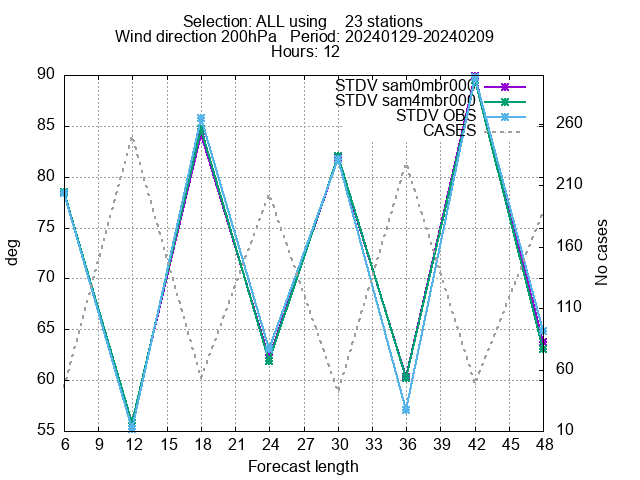 Selection: ALL using    23 stations
Wind direction 200hPa   Period: 20240129-20240209
Hours: 12
STDV sam0mbr000
STDV sam4mbr000
STDV OBS
CASES
90
85
80
75
70
65
60
55
deg
260
210
160
110
60
10
No cases
6 9 12 15 18 21 24 27 30 33 36 39 42 45 48
Forecast length